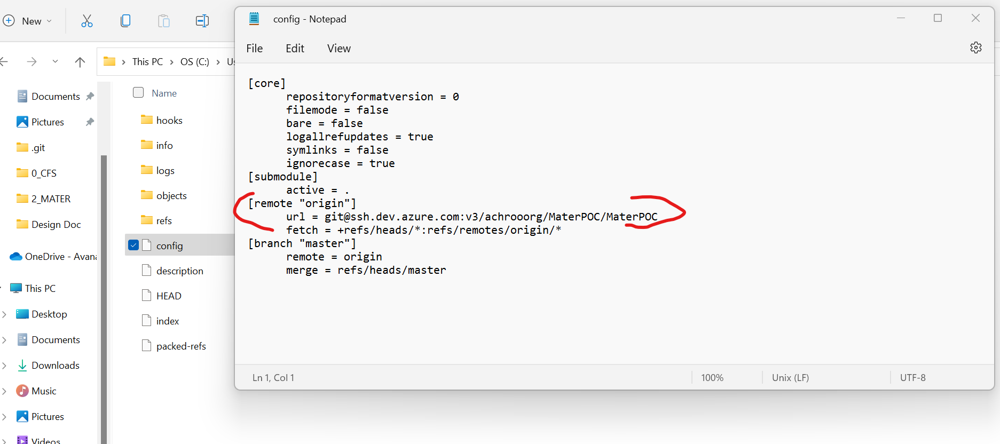 New
config - Notepad
File Edit View
This PC > OS (C:) > Us
Documents
Pictures
.git
0_CFS
2_MATER
Design Doc
OneDrive - Avana
This PC
Desktop
Documents
Downloads
Music
Pictures
Videos
Name
hooks
info
logs
objects
refs
config
description
HEAD
index
packed-refs
[core]
repositoryformatversion = 0
filemode = false
bare = false
logallrefupdates = true
symlinks = false
ignorecase = true
[submodule]
active = .
[remote "origin"]
url = git@ssh.dev.azure.com:v3/achrooorg/MaterPOC/MaterPOC
fetch = +refs/heads/*:refs/remotes/origin/*
[branch "master"]
remote = origin
merge = refs/heads/master
Ln 1, Col 1 100% Unix (LF) UTF-8